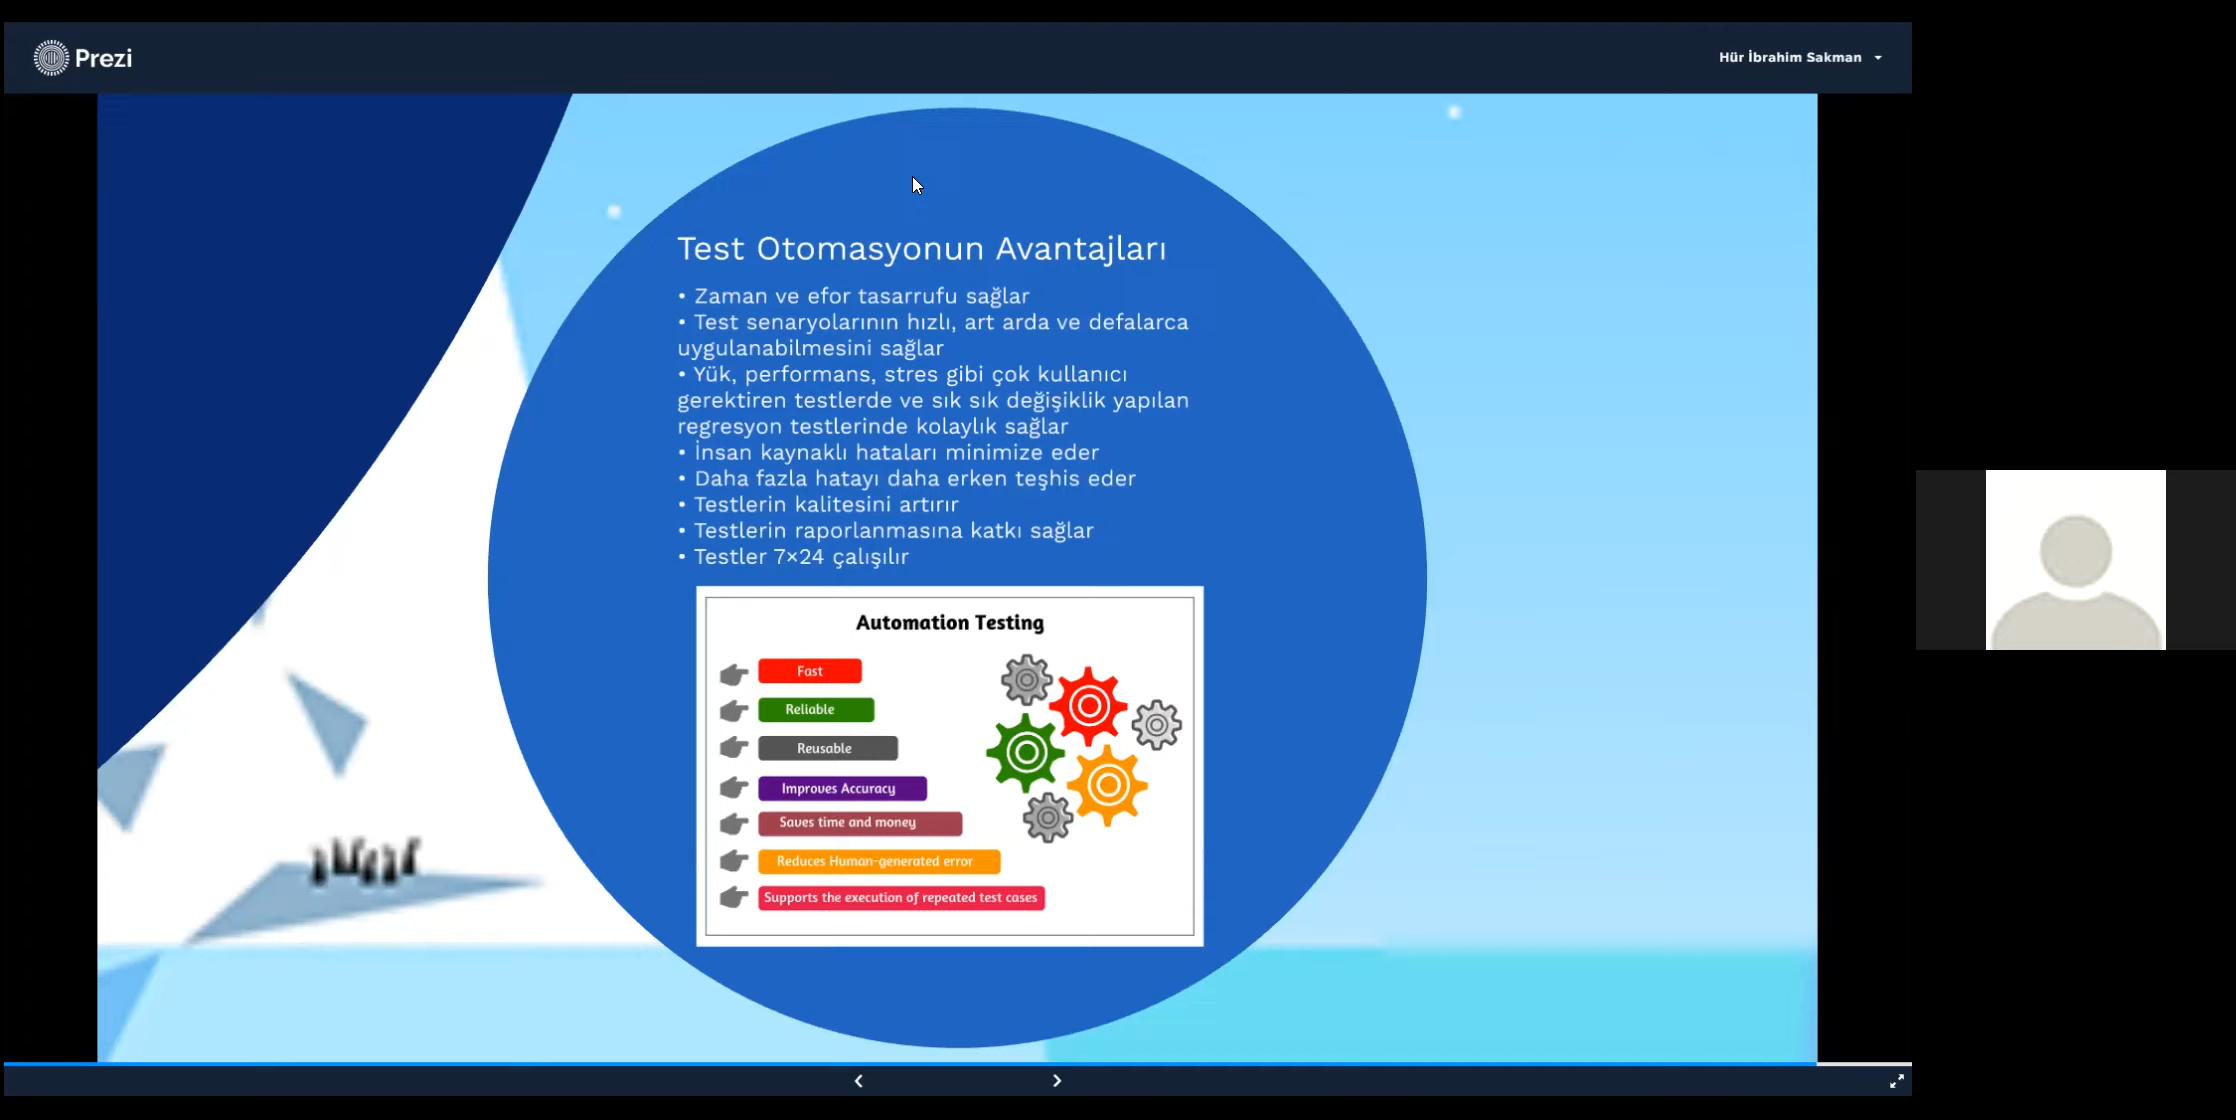 Prezi
Hür İbrahim Sakman
Test Otomasyonun Avantajları
• Zaman ve efor tasarrufu sağlar
• Test senaryolarının hızlı, art arda ve defalarca
uygulanabilmesini sağlar
• Yük, performans, stres gibi çok kullanıcı
gerektiren testlerde ve sık sık değişiklik yapılan
regresyon testlerinde kolaylık sağlar
• İnsan kaynaklı hataları minimize eder
• Daha fazla hatayı daha erken teşhis eder
• Testlerin kalitesini artırır
• Testlerin raporlanmasına katkı sağlar
• Testler 7×24 çalışılır
Automation Testing
Fast
Reliable
Reusable
Improves Accuracy
Saves time and money
Reduces Human-generated error
Supports the execution of repeated test cases